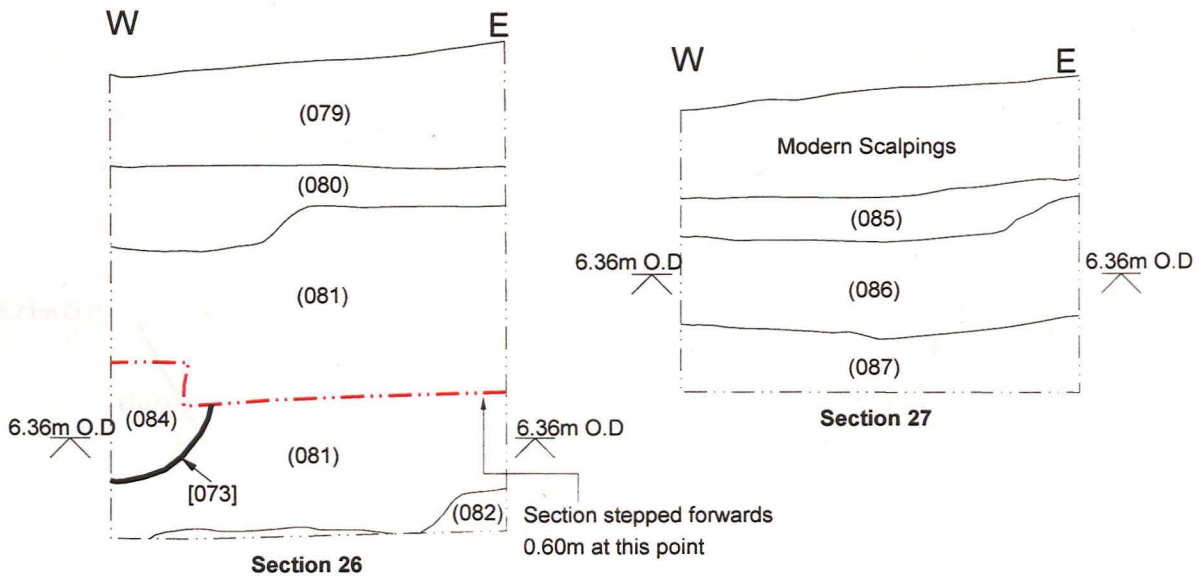 W
E
(079)
(080)
(081)
(084)
6.36m O.D
6.36m O.D
(081)
[073]
(082)
Section stepped forwards
0.60m at this point
Section 26
W
E
Modern Scalpings
(085)
6.36m O.D
6.36m O.D
(086)
(087)
Section 27